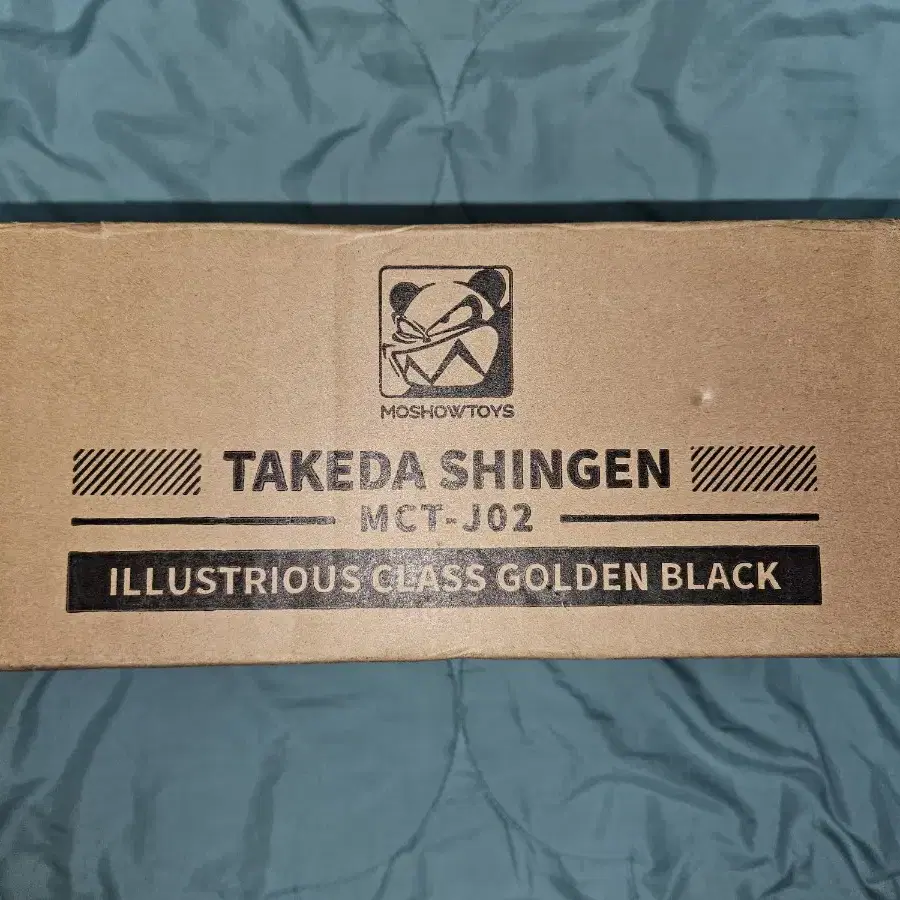 MOSHOWTOYS
TAKEDA SHINGEN
MCT-J02
ILLUSTRIOUS CLASS GOLDEN BLACK